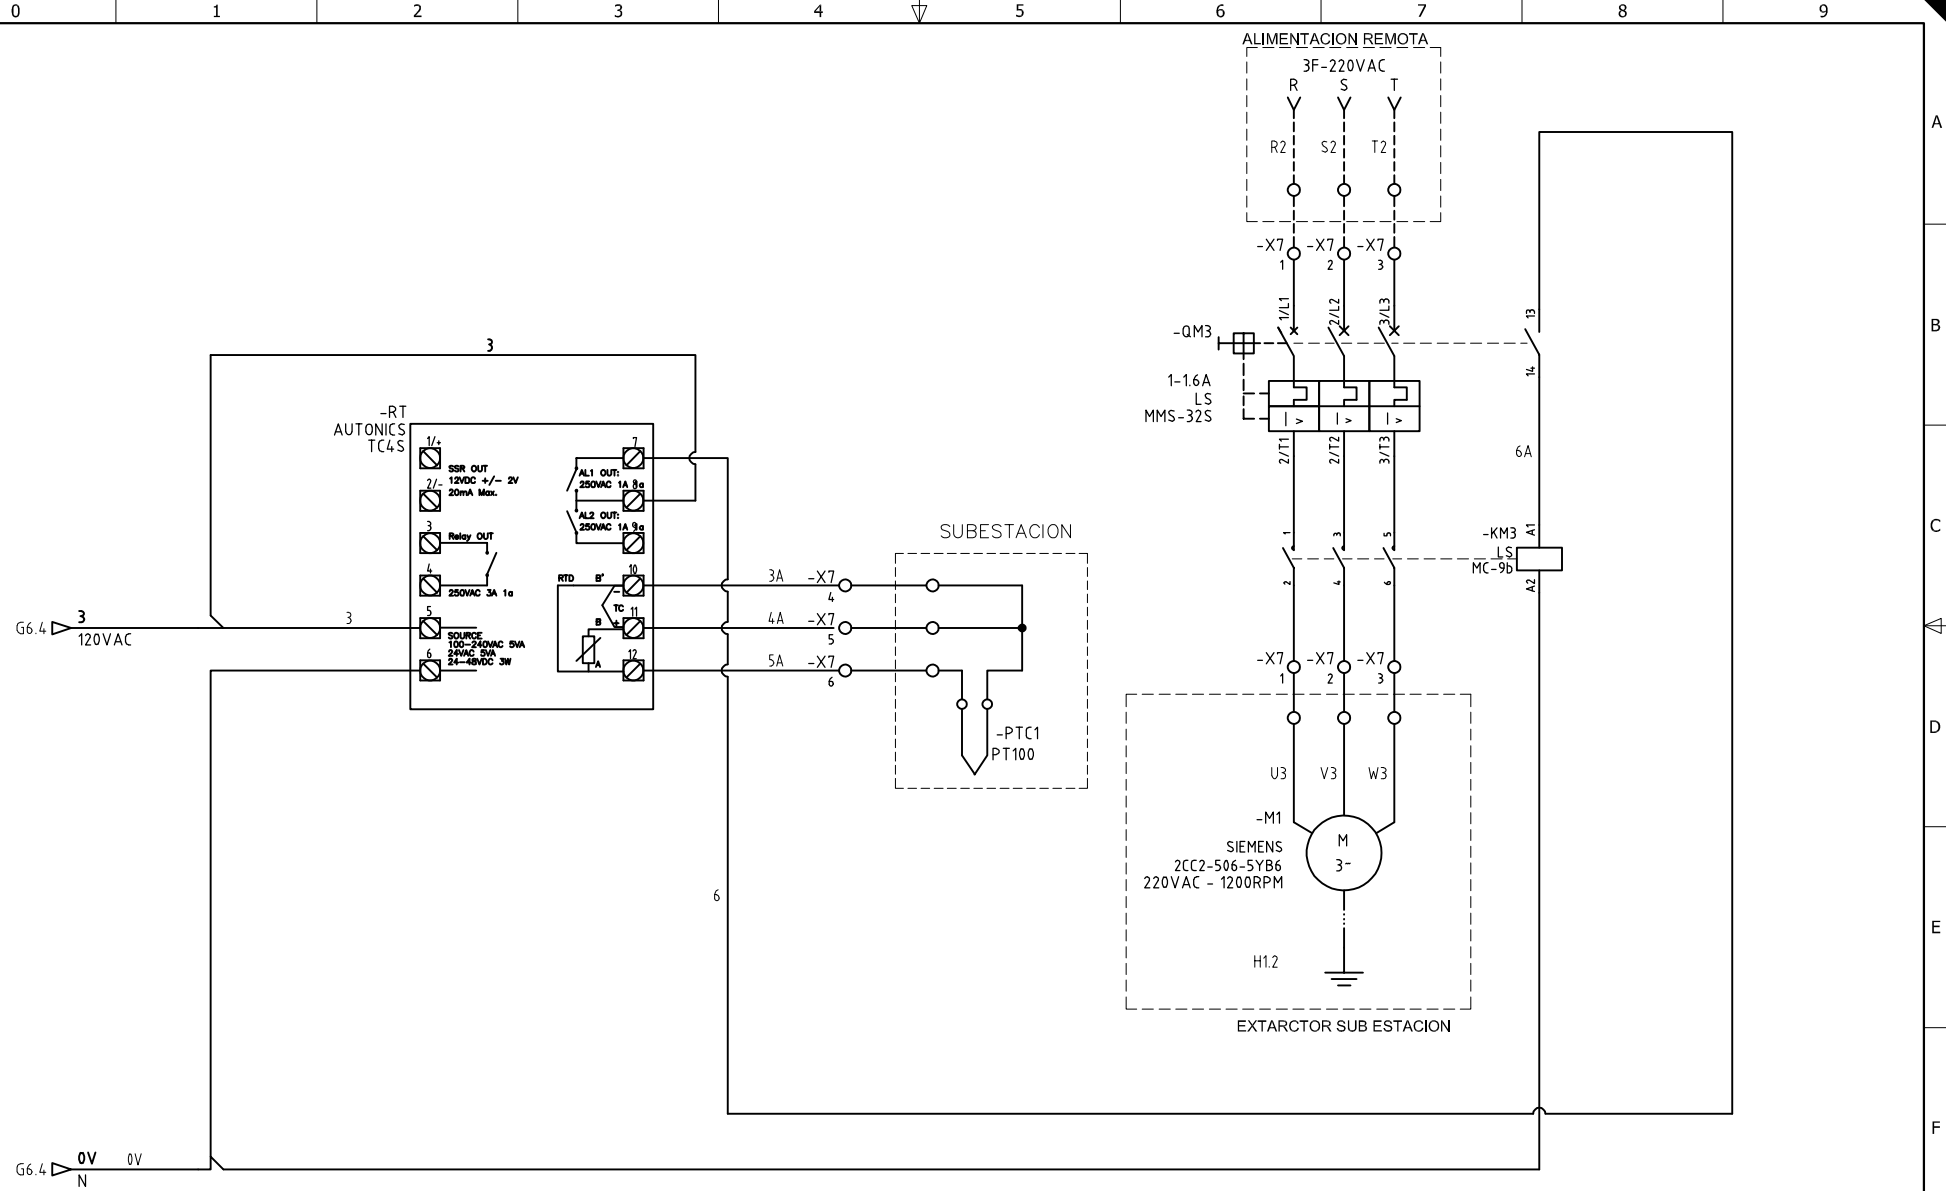 0 1 2 3 4 5 6 7 8 9
A
B
C
D
E
F
ALIMENTACION REMOTA
3F-220VAC
R S T
R2 S2 T2
-X7 -X7 -X7
1 2 3
1/L1 2/L2 3/L3
-QM3
13
14
1-1.6A
LS
MMS-32S
I > I > I >
2/T1 2/T2 3/T3
6A
1 3 5
2 4 6
-KM3
LS
MC-9b
A1
A2
-X7 -X7 -X7
1 2 3
U3 V3 W3
-M1
SIEMENS
2CC2-506-5YB6
220VAC - 1200RPM
M
3~
H1.2
EXTARCTOR SUB ESTACION
3
-RT
AUTONICS
TC4S
1/+
SSR OUT
12VDC +/- 2V
20mA Max.
2/-
3
Relay OUT
4
250VAC 3A 1a
5
SOURCE
100-240VAC 5VA
24VAC 5VA
24-48VDC 3W
6
7
AL1 OUT:
250VAC 1A 1a
8
AL2 OUT:
250VAC 1A 1a
9
10
RTD B'
-
TC
11
B +
12
A
G6.4 3
120VAC
3
SUBESTACION
3A -X7
4
4A -X7
5
5A -X7
6
-PTC1
PT100
6
G6.4 0V 0V
N